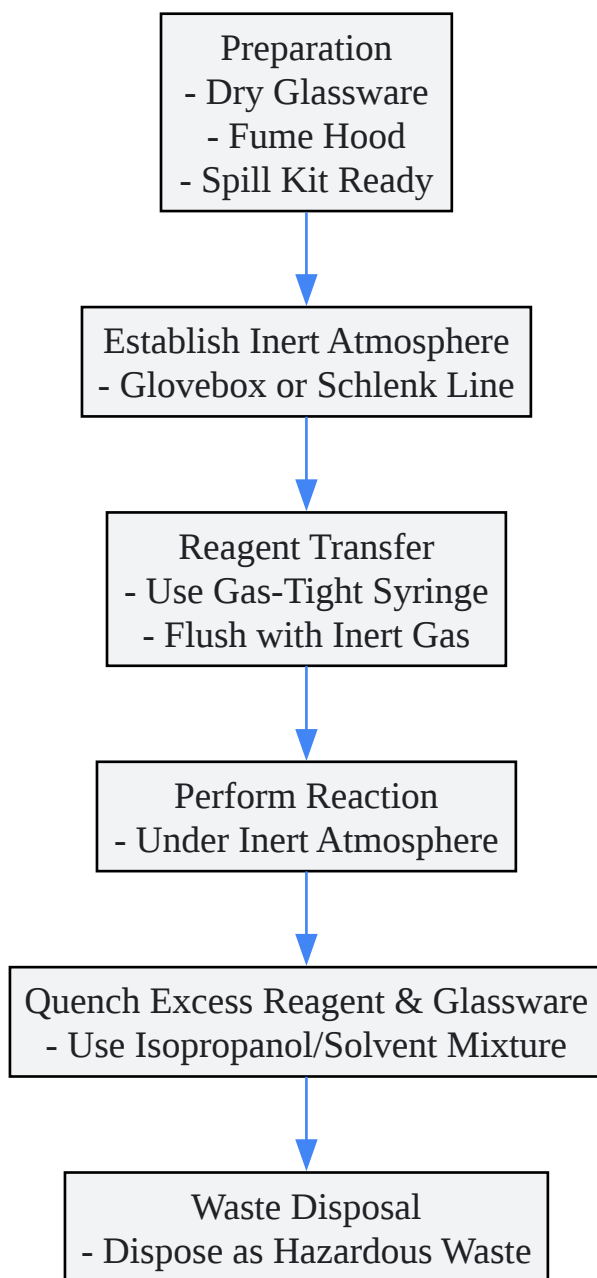 Preparation
- Dry Glassware
- Fume Hood
- Spill Kit Ready
Establish Inert Atmosphere
- Glovebox or Schlenk Line
Reagent Transfer
- Use Gas-Tight Syringe
- Flush with Inert Gas
Perform Reaction
- Under Inert Atmosphere
Quench Excess Reagent & Glassware
- Use Isopropanol/Solvent Mixture
Waste Disposal
- Dispose as Hazardous Waste